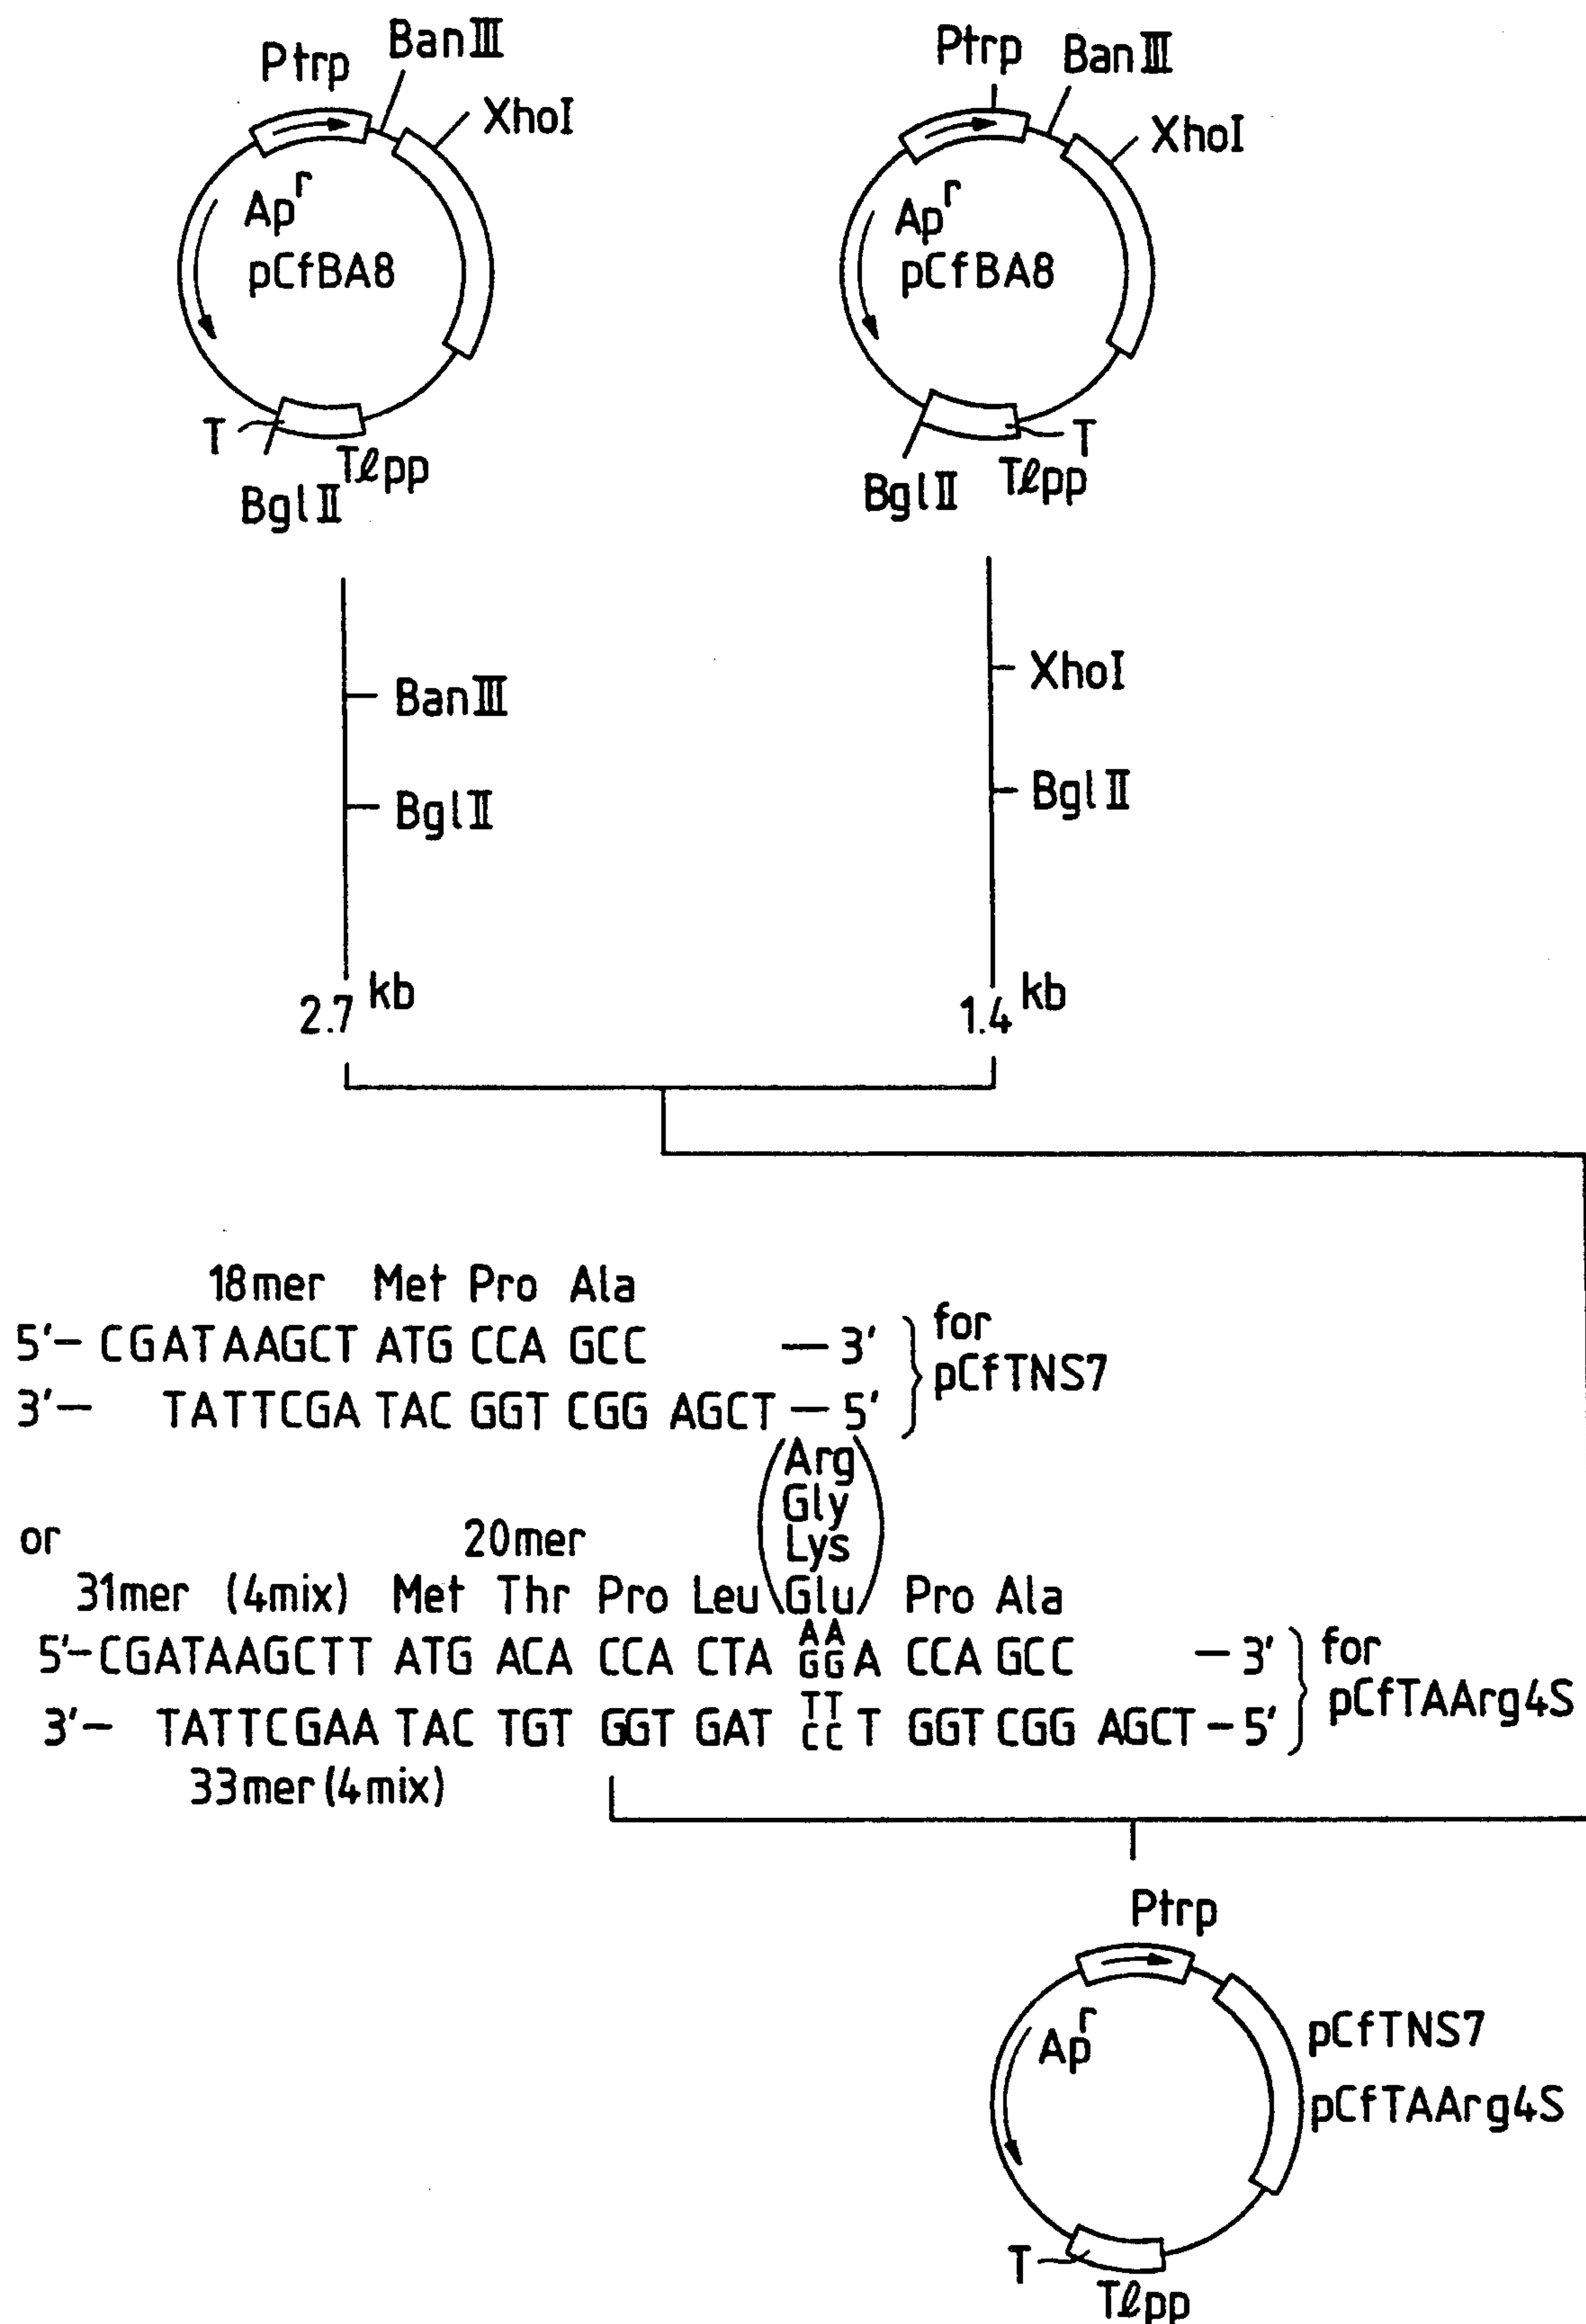 Ptrp BanIII
XhoI
Apʳ
pCfBA8
T
Tℓpp
BglII
Ptrp BanIII
XhoI
Apʳ
pCfBA8
T
BglII Tℓpp
BanIII
BglII
2.7 kb
XhoI
BglII
1.4 kb
18mer Met Pro Ala
5'– CGATAAGCT ATG CCA GCC — 3'
3'— TATTCGA TAC GGT CGG AGCT — 5'
for
pCfTNS7
or
20mer
Arg
Gly
Lys
31mer (4mix) Met Thr Pro Leu (Glu) Pro Ala
AA
5'-CGATAAGCTT ATG ACA CCA CTA GGA CCA GCC — 3'
TT
3'– TATTCGAA TAC TGT GGT GAT CC T GGT CGG AGCT – 5'
for
pCfTAArg4S
33mer (4mix)
Ptrp
Apʳ
pCfTNS7
pCfTAArg4S
T
Tℓpp